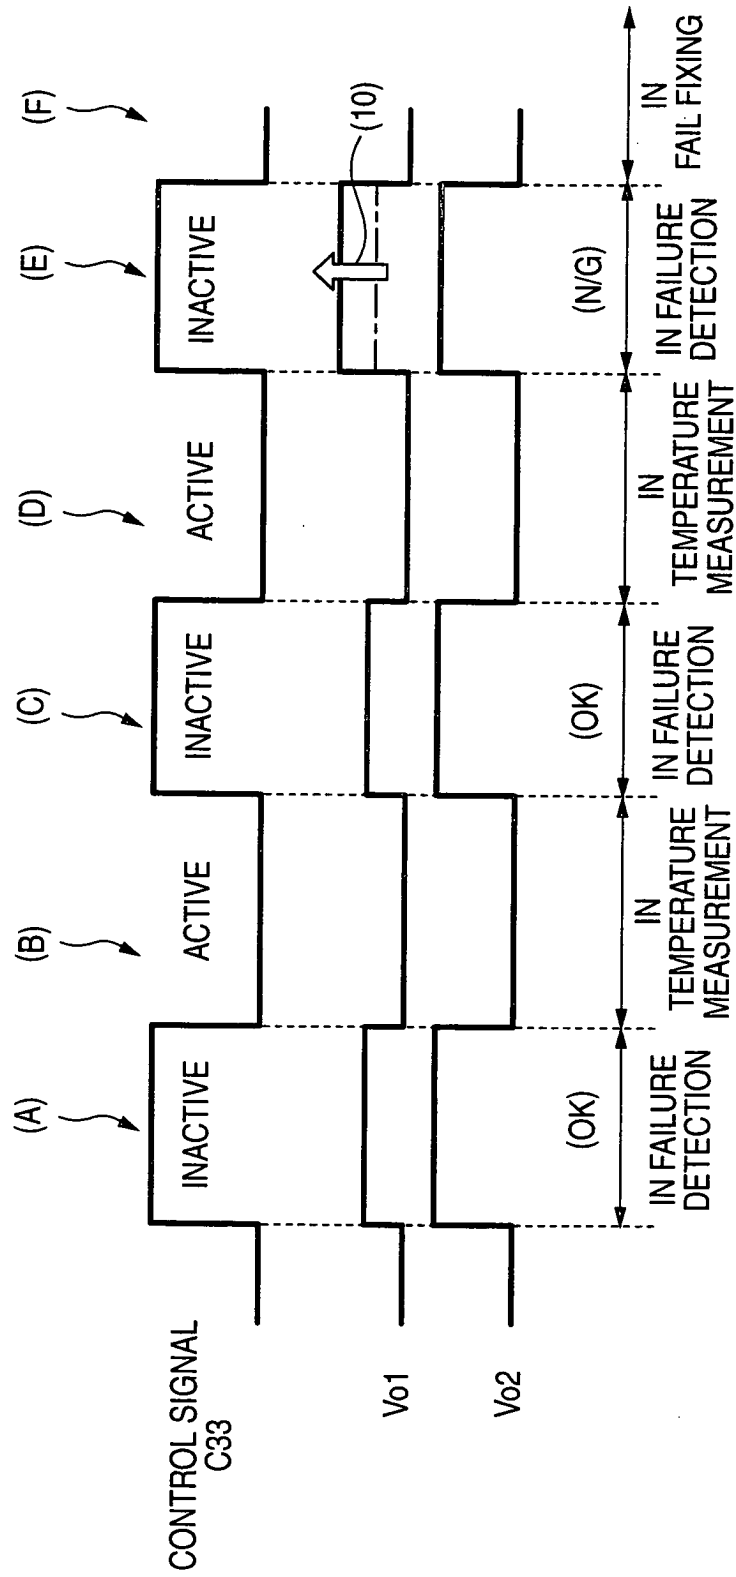 (A)
(B)
(C)
(D)
(E)
(F)
CONTROL SIGNAL
C33
INACTIVE
ACTIVE
INACTIVE
ACTIVE
INACTIVE
(10)
Vo1
Vo2
(OK)
(OK)
(N/G)
IN FAILURE
DETECTION
IN
TEMPERATURE
MEASUREMENT
IN FAILURE
DETECTION
IN
TEMPERATURE
MEASUREMENT
IN FAILURE
DETECTION
IN
FAIL FIXING